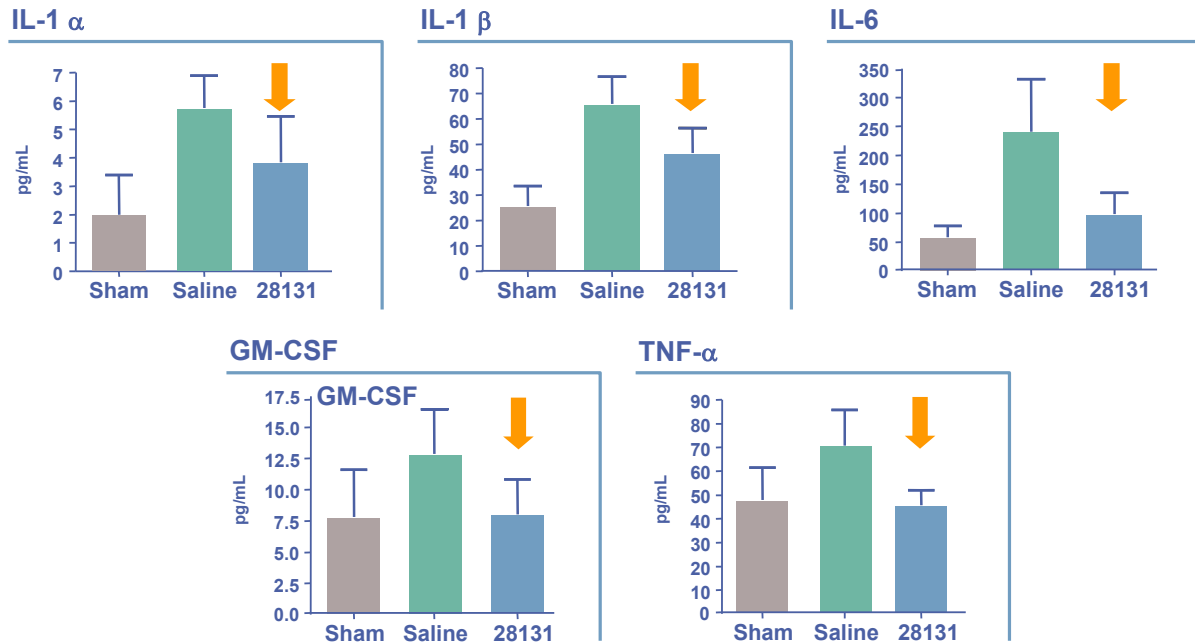 IL-1 α
pg/mL
7
6
5
4
3
2
1
0
Sham Saline 28131
IL-1 β
pg/mL
80
70
60
50
40
30
20
10
0
Sham Saline 28131
IL-6
pg/mL
350
300
250
200
150
100
50
0
Sham Saline 28131
GM-CSF
GM-CSF
pg/mL
17.5
15.0
12.5
10.0
7.5
5.0
2.5
0.0
Sham Saline 28131
TNF-α
pg/mL
90
80
70
60
50
40
30
20
10
0
Sham Saline 28131